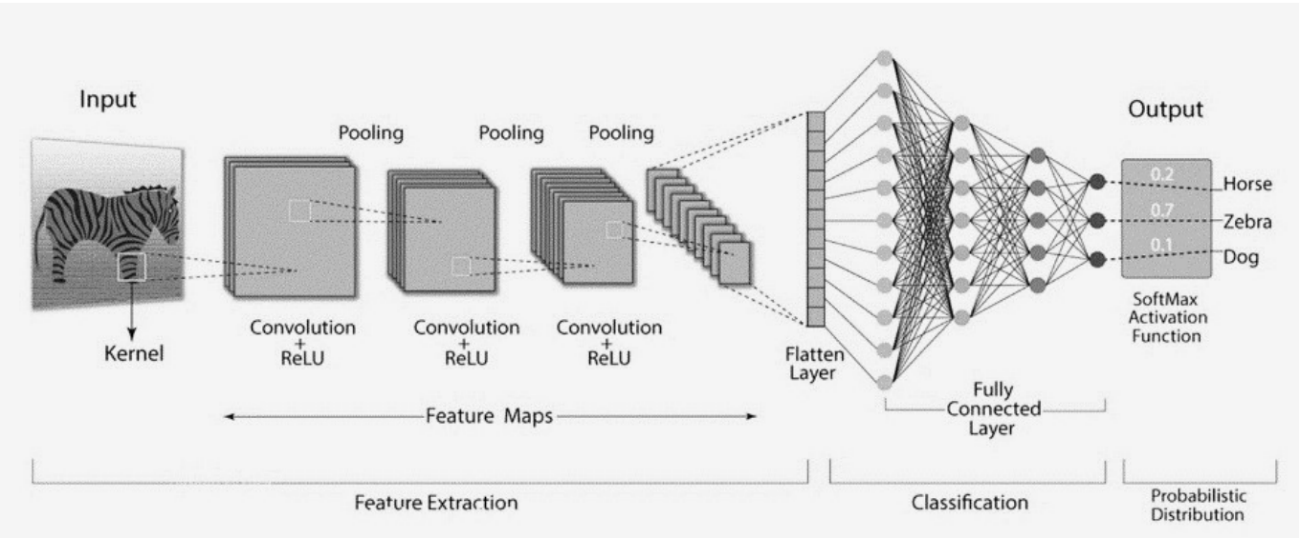 Input
Kernel
Pooling
Pooling
Pooling
Convolution
+
ReLU
Convolution
+
ReLU
Convolution
+
ReLU
Feature Maps
Flatten
Layer
Fully
Connected
Layer
Output
0.2
Horse
0.7
Zebra
0.1
Dog
SoftMax
Activation
Function
Feature Extraction
Classification
Probabilistic
Distribution